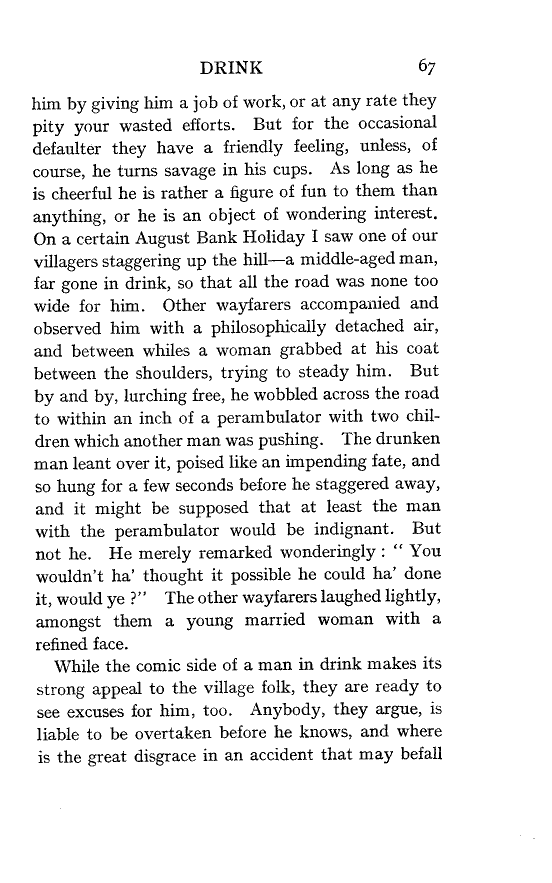 DRINK 67
him by giving him a job of work, or at any rate they
pity your wasted efforts. But for the occasional
defaulter they have a friendly feeling, unless, of
course, he turns savage in his cups. As long as he
is cheerful he is rather a figure of fun to them than
anything, or he is an object of wondering interest.
On a certain August Bank Holiday I saw one of our
villagers staggering up the hill—a middle-aged man,
far gone in drink, so that all the road was none too
wide for him. Other wayfarers accompanied and
observed him with a philosophically detached air,
and between whiles a woman grabbed at his coat
between the shoulders, trying to steady him. But
by and by, lurching free, he wobbled across the road
to within an inch of a perambulator with two chil-
dren which another man was pushing. The drunken
man leant over it, poised like an impending fate, and
so hung for a few seconds before he staggered away,
and it might be supposed that at least the man
with the perambulator would be indignant. But
not he. He merely remarked wonderingly : “ You
wouldn't ha' thought it possible he could ha' done
it, would ye ?” The other wayfarers laughed lightly,
amongst them a young married woman with a
refined face.
While the comic side of a man in drink makes its
strong appeal to the village folk, they are ready to
see excuses for him, too. Anybody, they argue, is
liable to be overtaken before he knows, and where
is the great disgrace in an accident that may befall